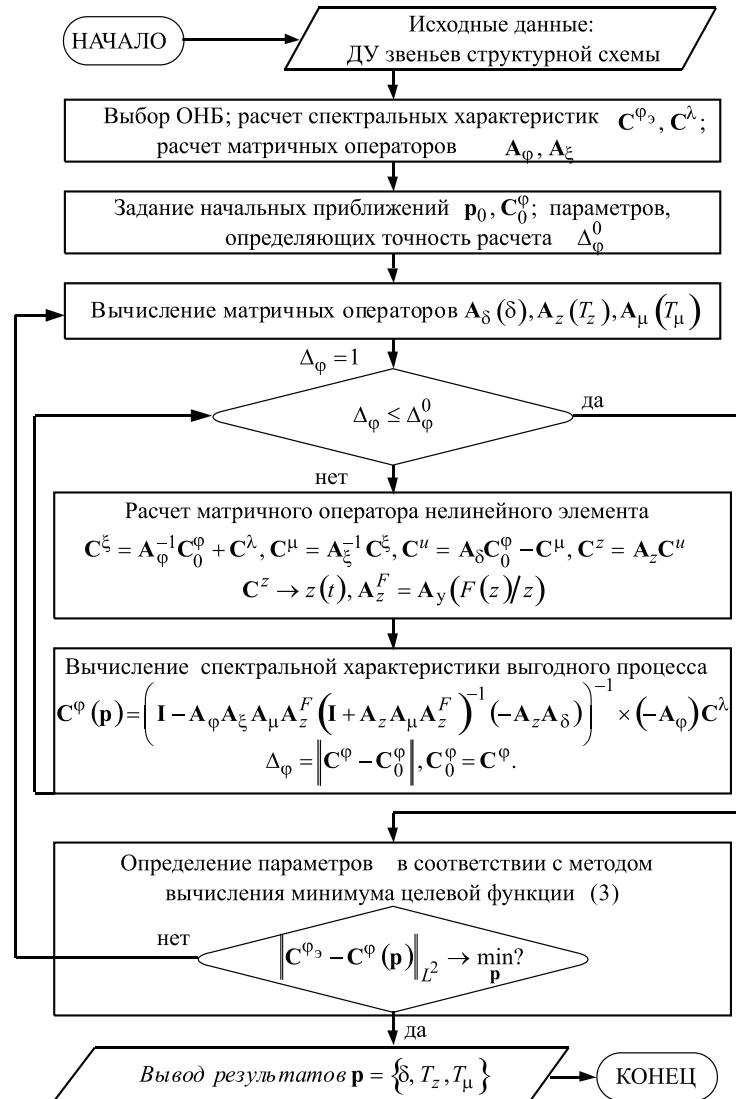 НАЧАЛО
Исходные данные:
ДУ звеньев структурной схемы
Выбор ОНБ; расчет спектральных характеристик C^{φ_э}, C^λ;
расчет матричных операторов A_φ, A_ξ
Задание начальных приближений p_0, C_0^φ; параметров,
определяющих точность расчета Δ_φ^0
Вычисление матричных операторов A_δ(δ), A_z(T_z), A_μ(T_μ)
Δ_φ = 1
Δ_φ ≤ Δ_φ^0
да
нет
Расчет матричного оператора нелинейного элемента
C^ξ = A_φ^{-1}C_0^φ + C^λ, C^μ = A_ξ^{-1}C^ξ, C^u = A_δC_0^φ − C^μ, C^z = A_zC^u
C^z → z(t), A_z^F = A_y(F(z)/z)
Вычисление спектральной характеристики выгодного процесса
C^φ(p) = (I − A_φA_ξA_μA_z^F(I + A_zA_μA_z^F)^{-1}(−A_zA_δ))^{-1} × (−A_φ)C^λ
Δ_φ = ‖C^φ − C_0^φ‖, C_0^φ = C^φ.
Определение параметров в соответствии с методом
вычисления минимума целевой функции (3)
нет
‖C^{φ_э} − C^φ(p)‖_{L^2} → min_p?
да
Вывод результатов p = {δ, T_z, T_μ}
КОНЕЦ